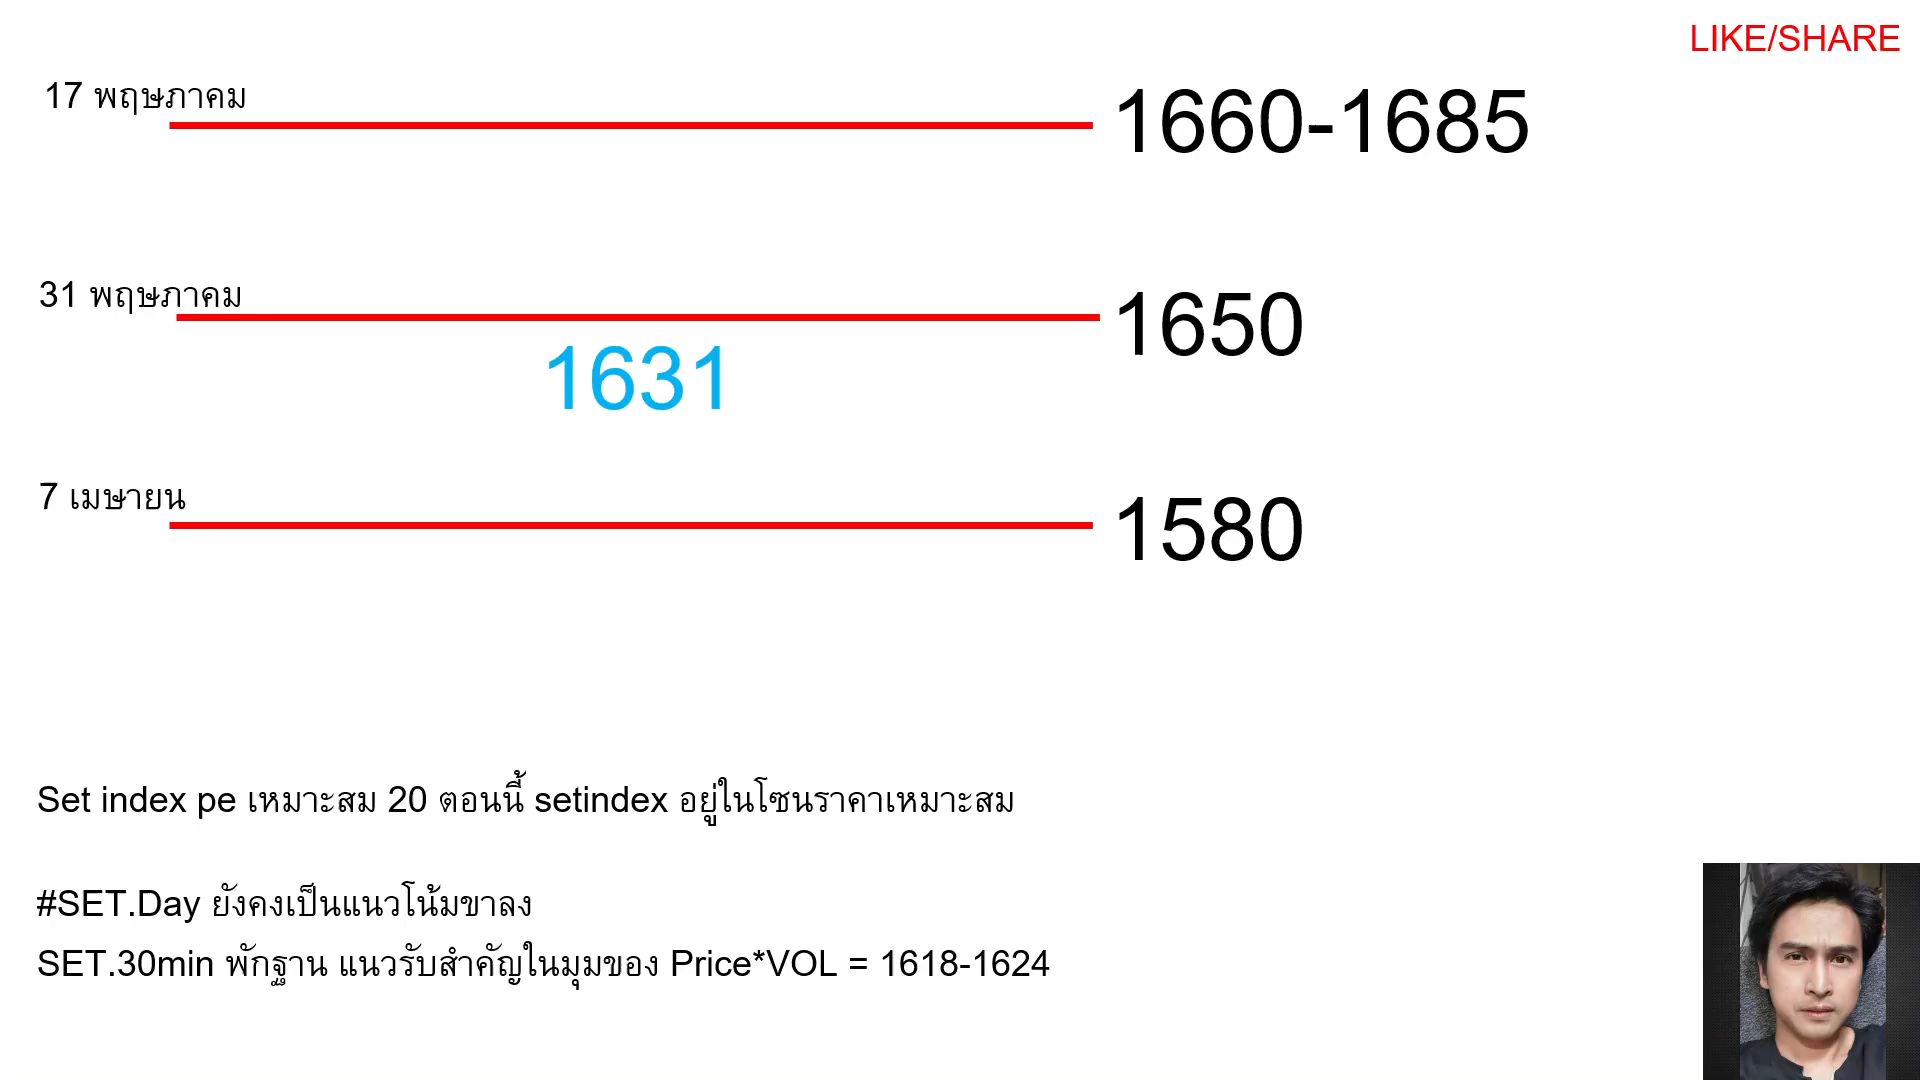 LIKE/SHARE
17 พฤษภาคม
1660-1685
31 พฤษภาคม
1650
1631
7 เมษายน
1580
Set index pe เหมาะสม 20 ตอนนี้ setindex อยู่ในโซนราคาเหมาะสม
#SET.Day ยังคงเป็นแนวโน้มขาลง
SET.30min พักฐาน แนวรับสำคัญในมุมของ Price*VOL = 1618-1624